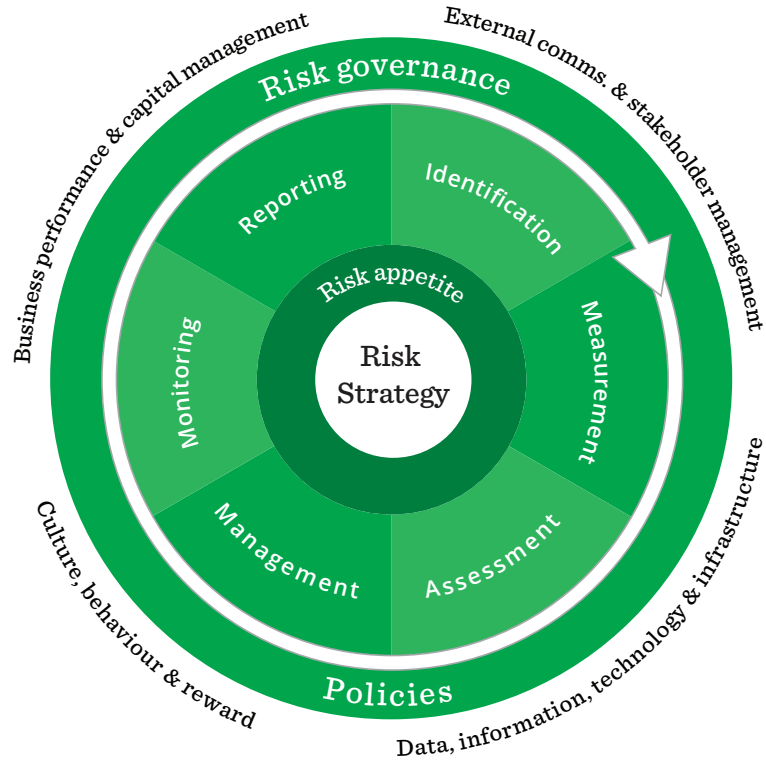 Business performance & capital management
External comms. & stakeholder management
Risk governance
Reporting
Identification
Risk appetite
Risk
Strategy
Monitoring
Measurement
Management
Assessment
Policies
Culture, behaviour & reward
Data, information, technology & infrastructure